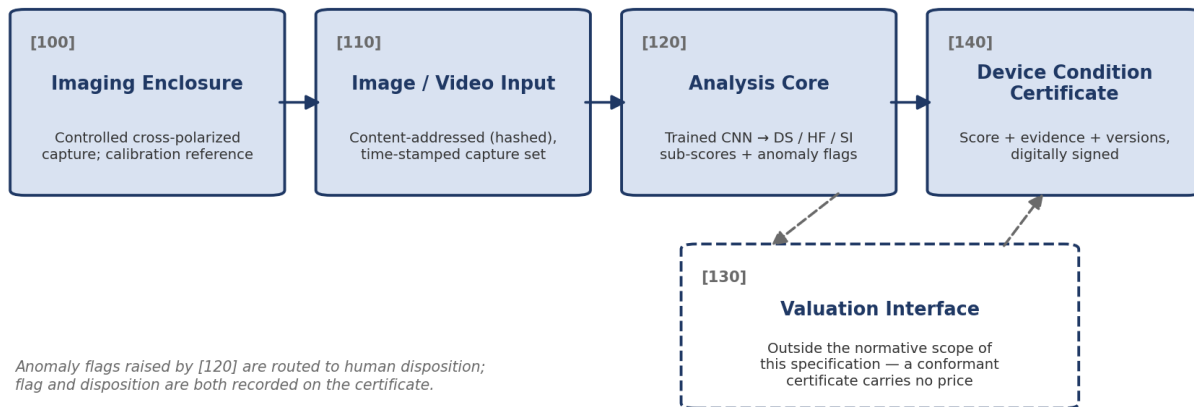 [100]
Imaging Enclosure
Controlled cross-polarized
capture; calibration reference
[110]
Image / Video Input
Content-addressed (hashed),
time-stamped capture set
[120]
Analysis Core
Trained CNN → DS / HF / SI
sub-scores + anomaly flags
[140]
Device Condition
Certificate
Score + evidence + versions,
digitally signed
[130]
Valuation Interface
Outside the normative scope of
this specification — a conformant
certificate carries no price
Anomaly flags raised by [120] are routed to human disposition;
flag and disposition are both recorded on the certificate.